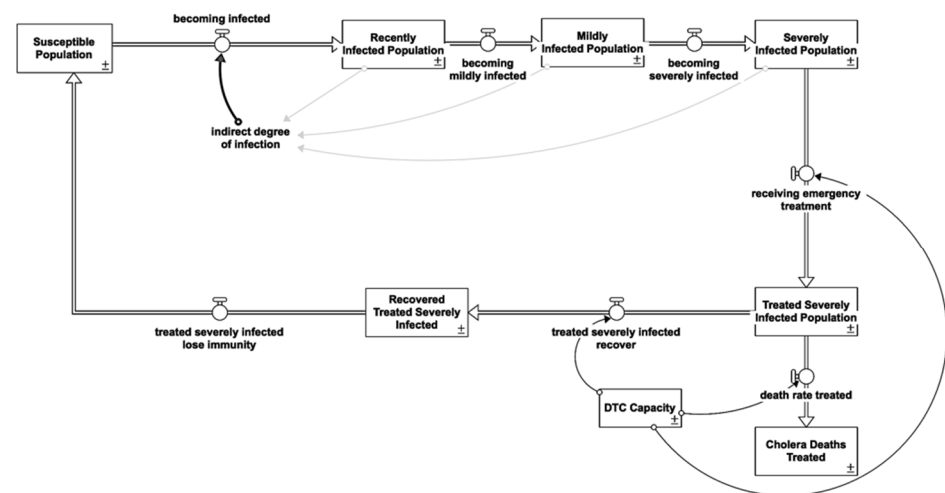 becoming infected
Susceptible
Population
±
Recently
Infected Population
±
Mildly
Infected Population
±
Severely
Infected Population
±
becoming
mildly infected
becoming
severely infected
indirect degree
of infection
receiving emergency
treatment
Recovered
Treated Severely
Infected
±
Treated Severely
Infected Population
±
treated severely infected
lose immunity
treated severely infected
recover
death rate treated
DTC Capacity
±
Cholera Deaths
Treated
±